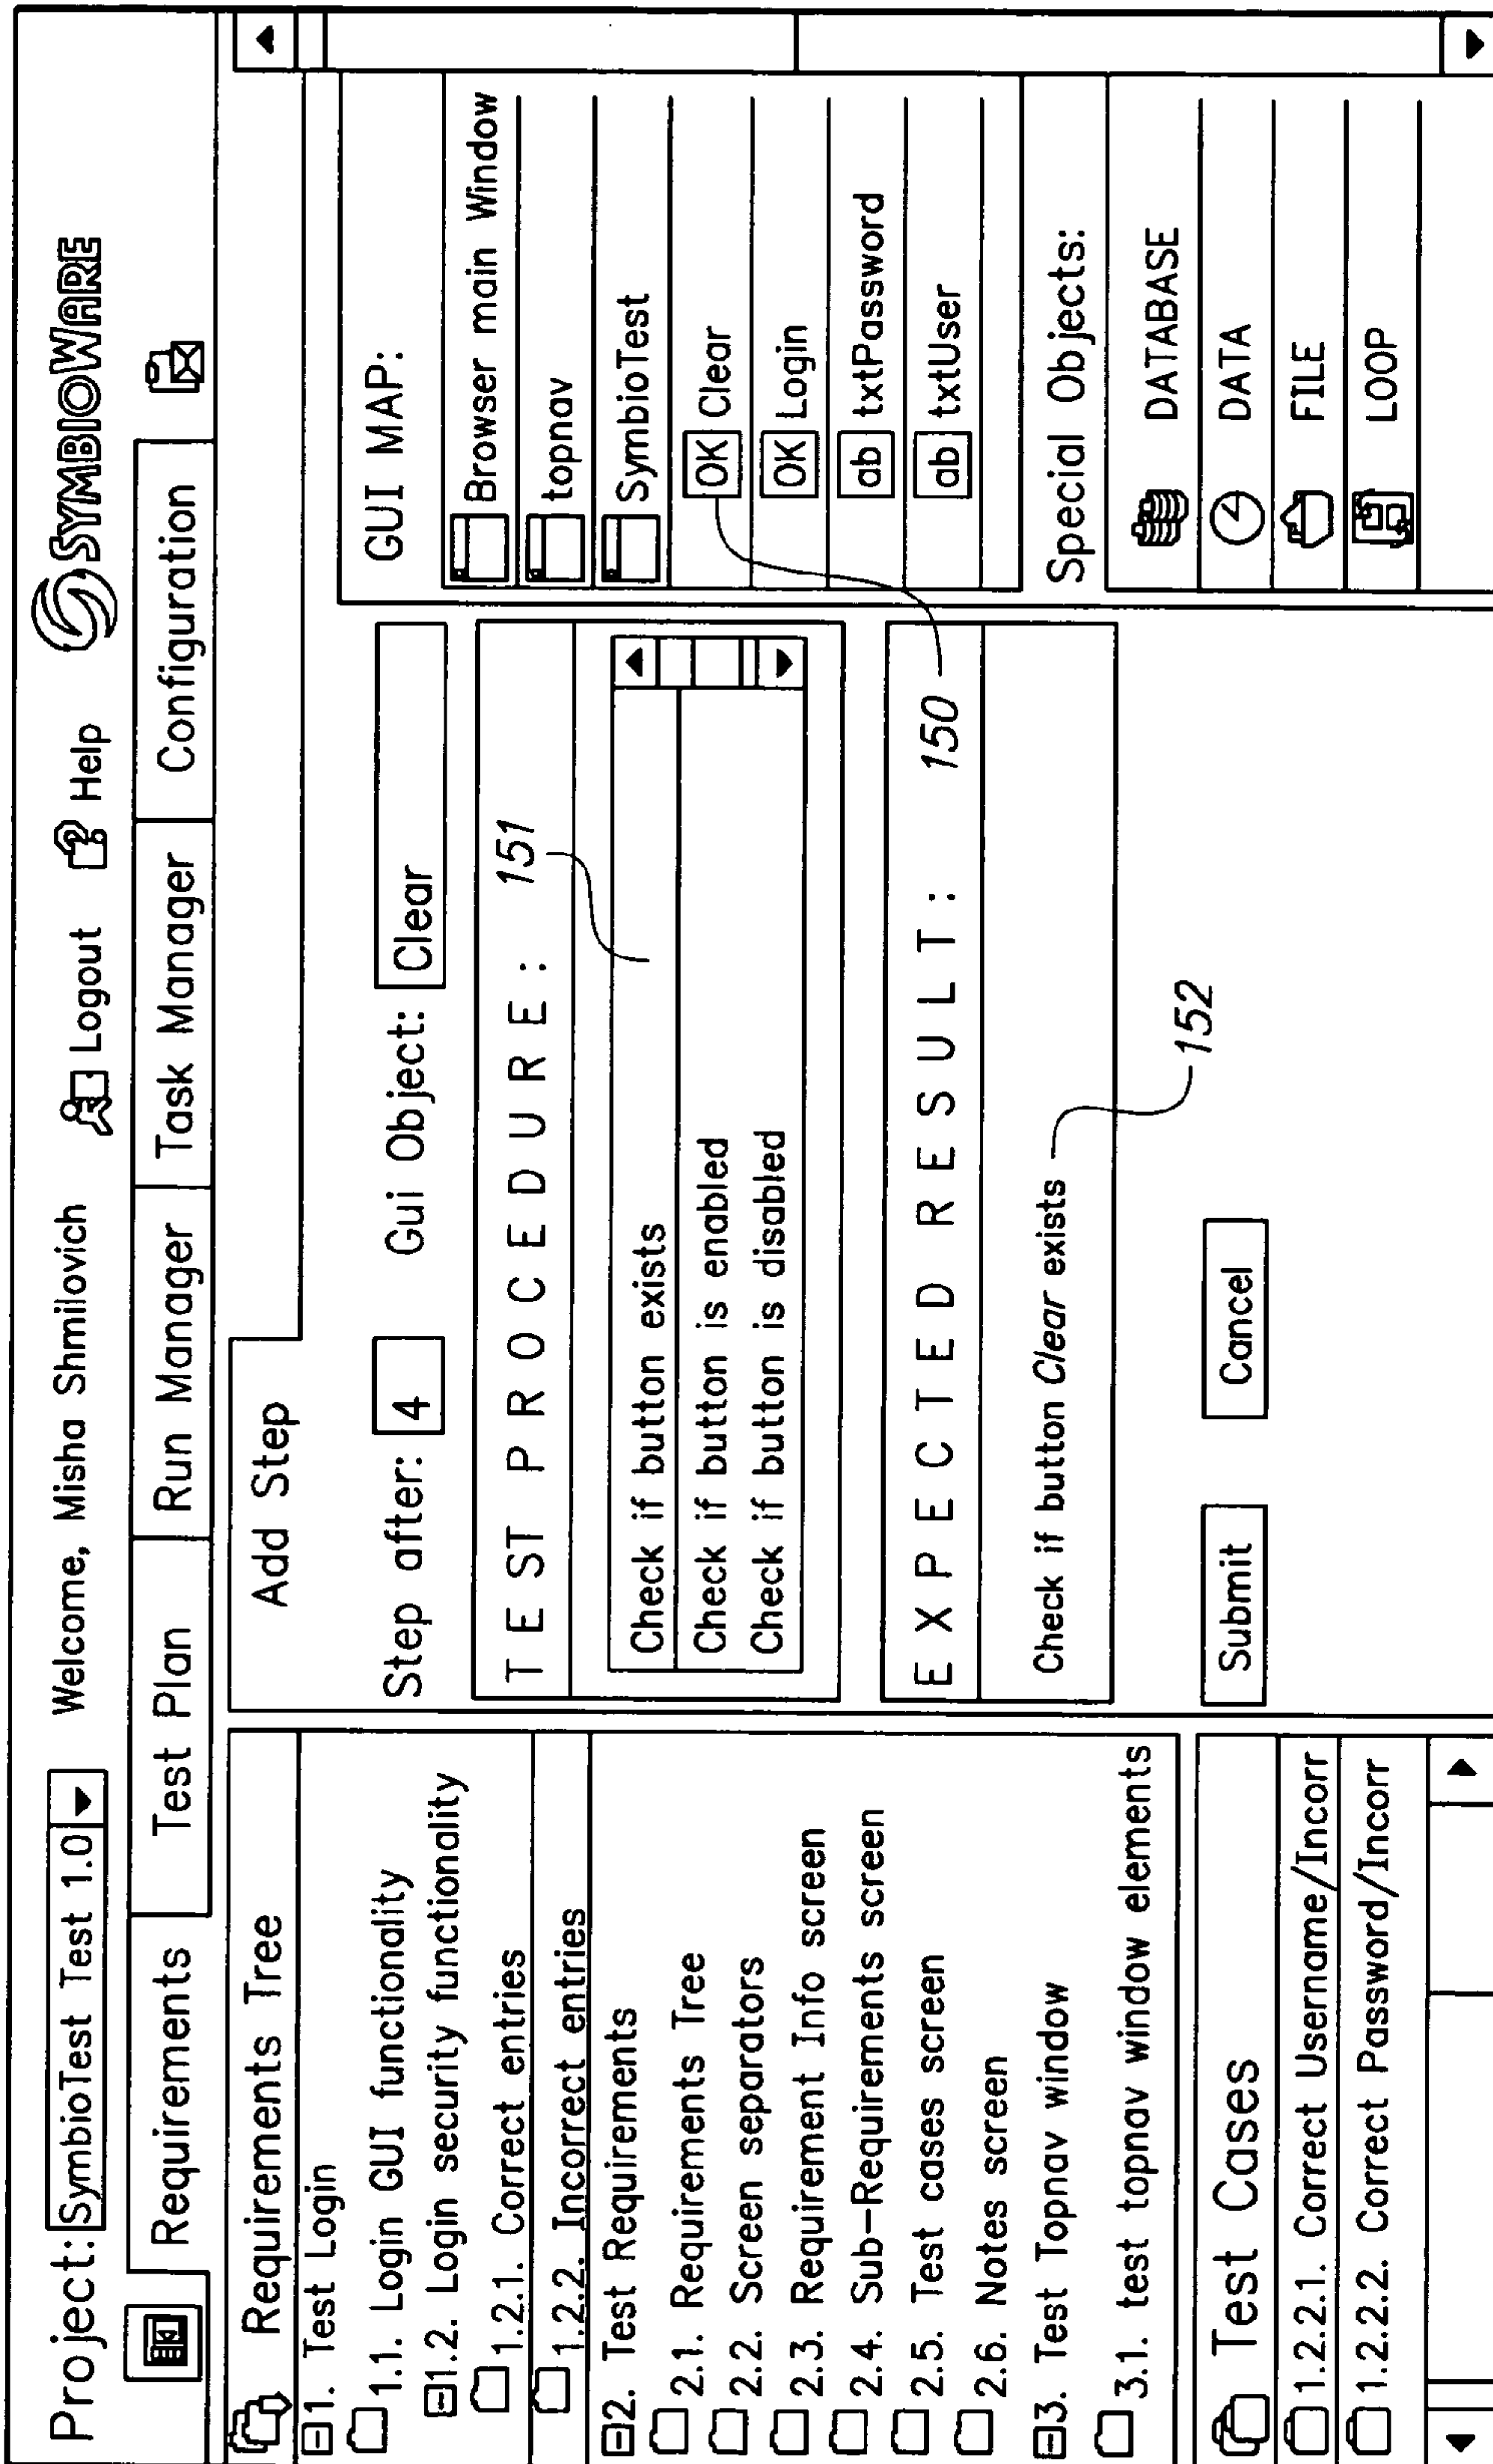 Project: SymbioTest Test 1.0 Welcome, Misha Shmilovich Logout Help SYMBIOWARE
Requirements Test Plan Run Manager Task Manager Configuration
Requirements Tree
1. Test Login
1.1. Login GUI functionality
1.2. Login security functionality
1.2.1. Correct entries
1.2.2. Incorrect entries
2. Test Requirements
2.1. Requirements Tree
2.2. Screen separators
2.3. Requirement Info screen
2.4. Sub-Requirements screen
2.5. Test cases screen
2.6. Notes screen
3. Test Topnav window
3.1. test topnav window elements
Test Cases
1.2.2.1. Correct Username/Incorr
1.2.2.2. Correct Password/Incorr
Add Step
Step after: 4 Gui Object: Clear
TEST PROCEDURE: 151
Check if button exists
Check if button is enabled
Check if button is disabled
EXPECTED RESULT: 150
Check if button Clear exists 152
Submit Cancel
GUI MAP:
Browser main Window
topnav
SymbioTest
OK Clear
OK Login
ab txtPassword
ab txtUser
Special Objects:
DATABASE
DATA
FILE
LOOP